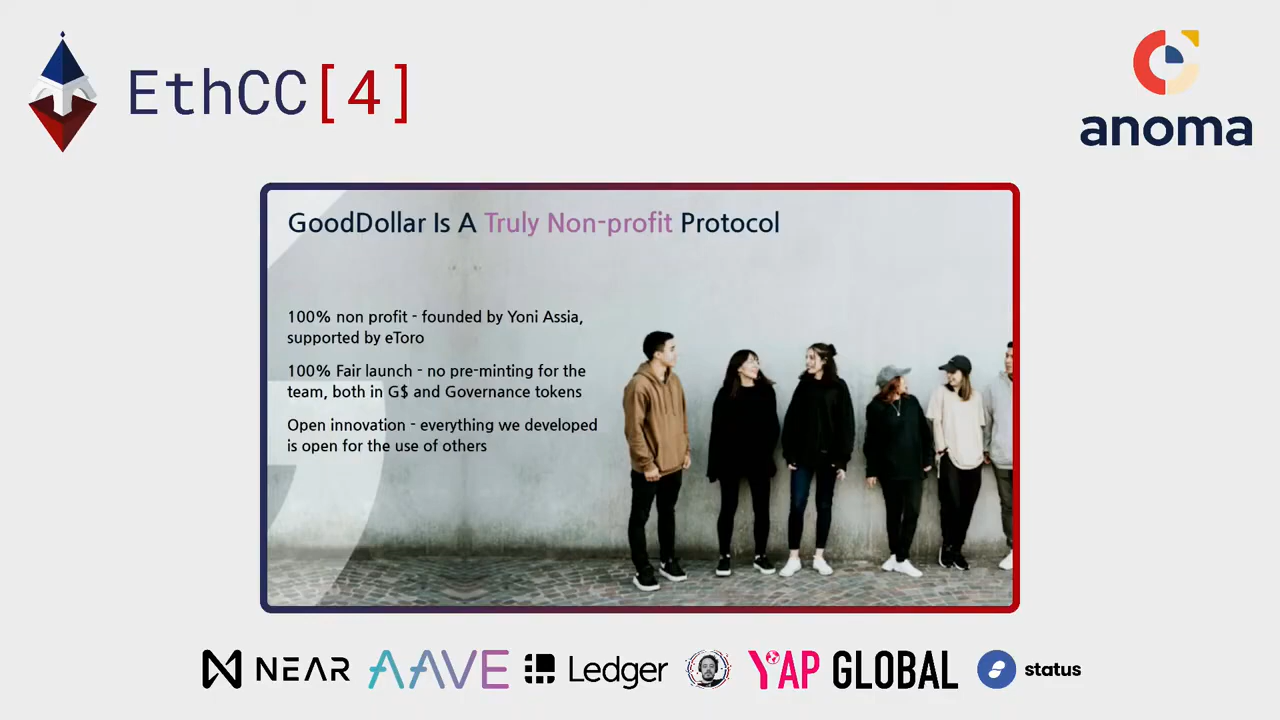 EthCC[4]
anoma
GoodDollar Is A Truly Non-profit Protocol
100% non profit - founded by Yoni Assia,
supported by eToro
100% Fair launch - no pre-minting for the
team, both in G$ and Governance tokens
Open innovation - everything we developed
is open for the use of others
NEAR AAVE Ledger YAP GLOBAL status